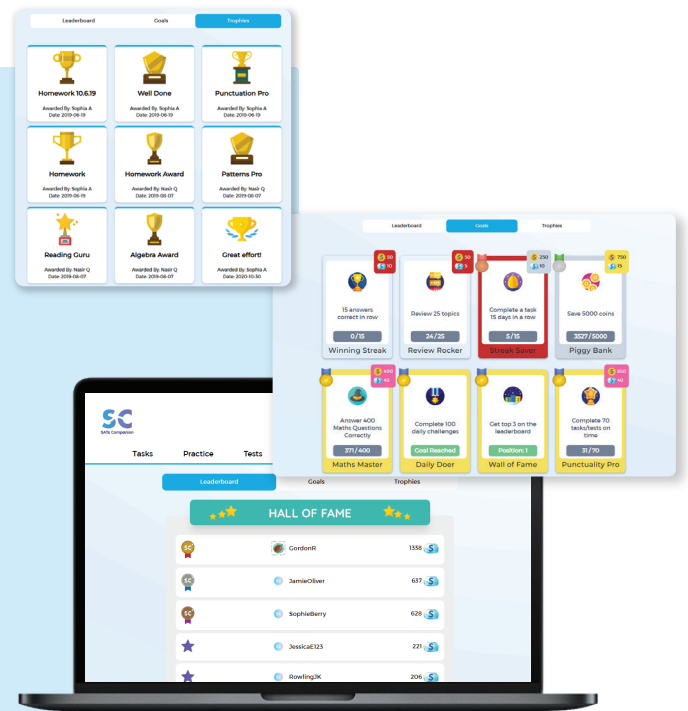 Leaderboard Goals Trophies
Homework 10.6.19 Well Done Punctuation Pro
Awarded By: Sophia A Awarded By: Sophia A Awarded By: Sophia A
Date: 2019-06-19 Date: 2019-06-19 Date: 2019-06-19
Homework Homework Award Patterns Pro
Awarded By: Sophia A Awarded By: Nasir Q Awarded By: Nasir Q
Date: 2019-06-19 Date: 2019-08-07 Date: 2019-08-07
Reading Guru Algebra Award Great effort!
Awarded By: Nasir Q Awarded By: Nasir Q Awarded By: Sophia A
Date: 2019-08-07 Date: 2019-08-07 Date: 2020-10-30
Leaderboard Goals Trophies
50 50 250 750
10 5 10 15
15 answers
correct in row
Review 25 topics
Complete a task
15 days in a row
Save 5000 coins
0/15 24/25 5/15 3527/5000
Winning Streak Review Rocker Streak Saver Piggy Bank
Answer 400
Maths Questions
Correctly
Complete 100
daily challenges
Get top 3 on the
leaderboard
Complete 70
tasks/tests on
time
371/400 Goal Reached Position: 1 31/70
Maths Master Daily Doer Wall of Fame Punctuality Pro
SC
SATs Companion
Tasks Practice Tests
Leaderboard Goals Trophies
HALL OF FAME
SC GordonR 1338 S
SC JamieOliver 637 S
SC SophieBerry 628 S
JessicaE123 221 S
RowlingJK 206 S